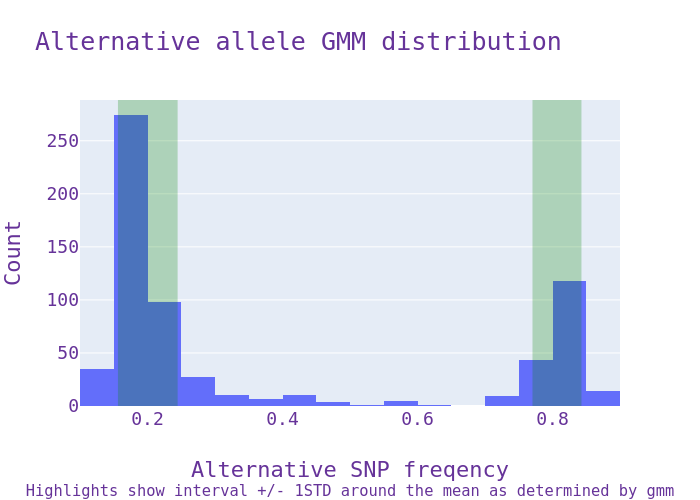 Alternative allele GMM distribution
250
200
150
100
50
0
Count
0.2 0.4 0.6 0.8
Alternative SNP freqency
Highlights show interval +/- 1STD around the mean as determined by gmm